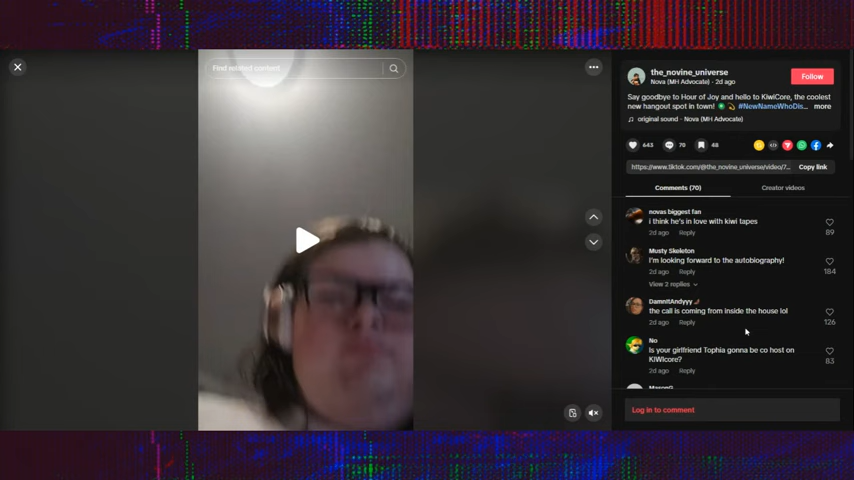 Find related content
the_novine_universe
Nova (MH Advocate) · 2d ago
Follow
Say goodbye to Hour of Joy and hello to KiwiCore, the coolest
new hangout spot in town! #NewNameWhoDis... more
original sound - Nova (MH Advocate)
643 70 48
https://www.tiktok.com/@the_novine_universe/video/7... Copy link
Comments (70) Creator videos
novas biggest fan
i think he's in love with kiwi tapes
2d ago Reply
89
Musty Skeleton
I'm looking forward to the autobiography!
2d ago Reply
184
View 2 replies
DamnItAndyyy
the call is coming from inside the house lol
2d ago Reply
126
No
Is your girlfriend Tophia gonna be co host on
KIWIcore?
2d ago Reply
83
Log in to comment